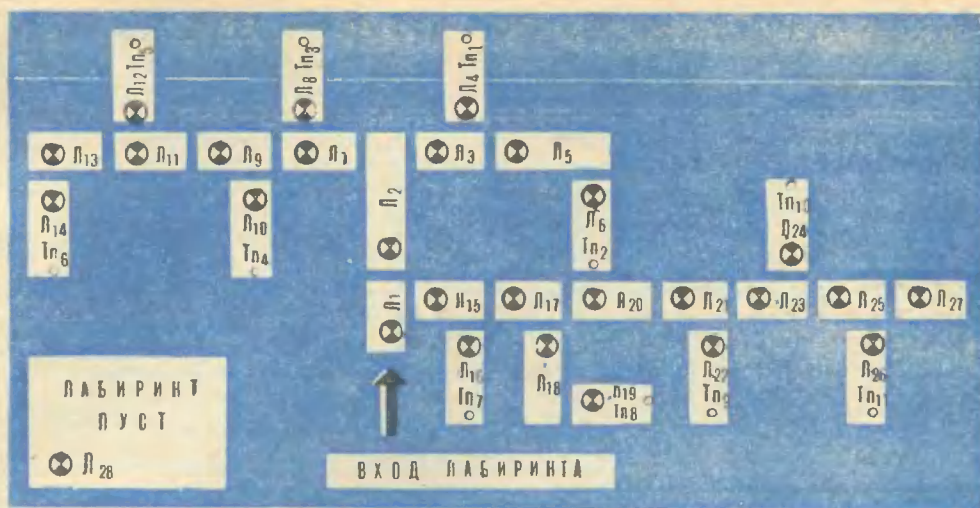 Л12 Тп5
Л8 Тп3
Л4 Тп1
Л13
Л11
Л9
Л7
Л2
Л3
Л5
Л14
Тп6
Л10
Тп4
Л6
Тп2
Тп10
Л24
Л1
Л15
Л17
Л20
Л21
Л23
Л25
Л27
Л16
Тп7
Л18
Л19
Тп8
Л22
Тп9
Л26
Тп11
ЛАБИРИНТ
ПУСТ
Л28
ВХОД ЛАБИРИНТА